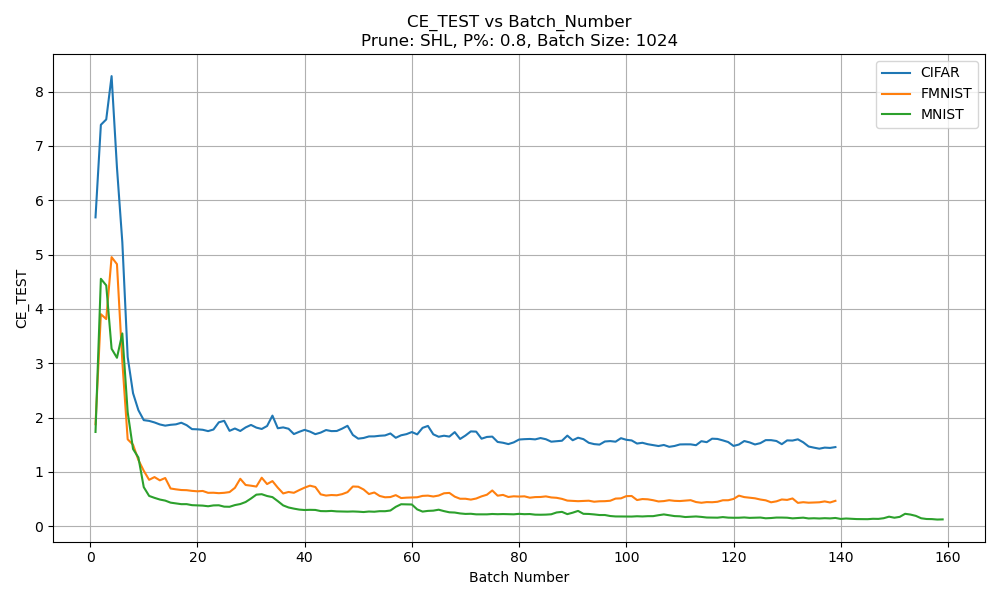 CE_TEST vs Batch_Number
Prune: SHL, P%: 0.8, Batch Size: 1024
CIFAR
FMNIST
MNIST
8
7
6
5
4
3
2
1
0
CE_TEST
0 20 40 60 80 100 120 140 160
Batch Number